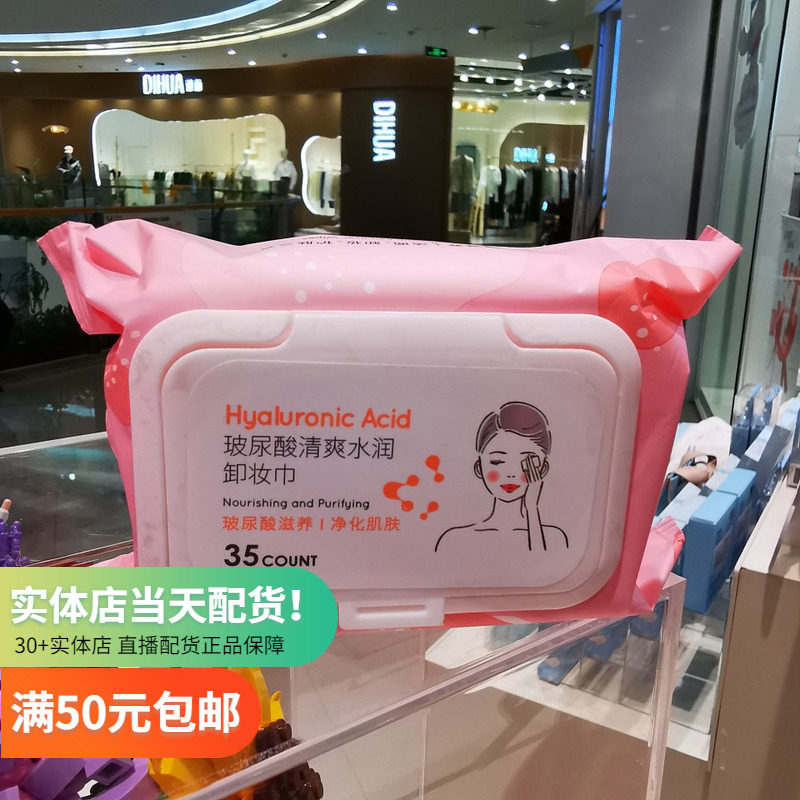 DIHUA
DIHUA
DIHUA
Hyaluronic Acid
玻尿酸清爽水润
卸妆巾
Nourishing and Purifying
玻尿酸滋养 | 净化肌肤
35 COUNT
实体店当天配货！
30+实体店 直播配货正品保障
满50元包邮